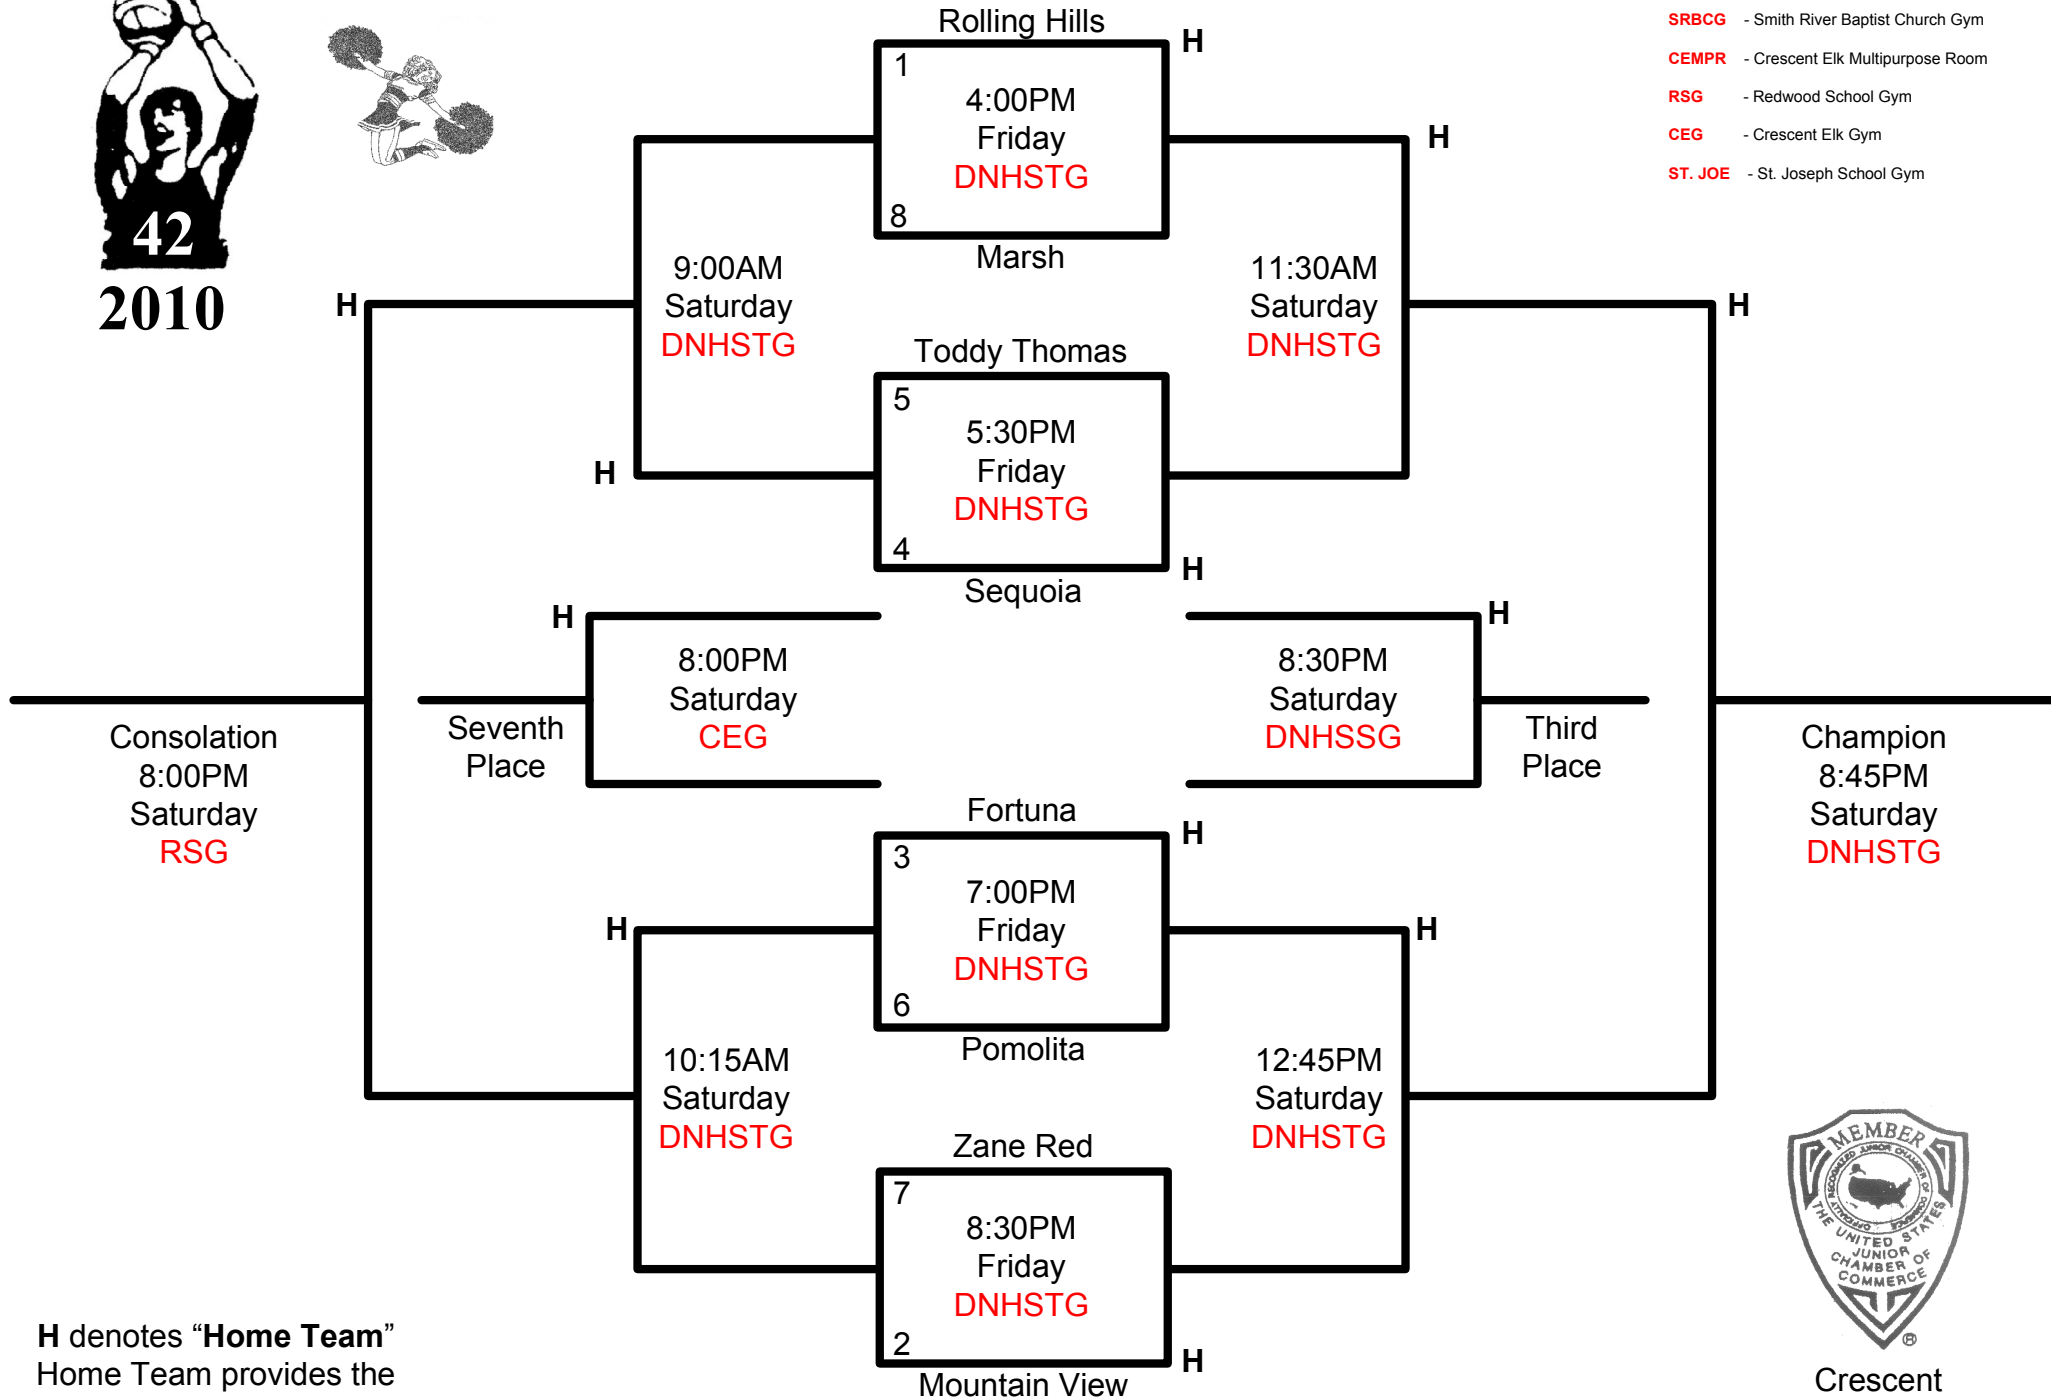 Rolling Hills
H
1
4:00PM
Friday
DNHSTG
8
Marsh
SRBCG - Smith River Baptist Church Gym
CEMPR - Crescent Elk Multipurpose Room
RSG - Redwood School Gym
CEG - Crescent Elk Gym
ST. JOE - St. Joseph School Gym
42
2010
H
H
9:00AM
Saturday
DNHSTG
11:30AM
Saturday
DNHSTG
H
H
Toddy Thomas
5
5:30PM
Friday
DNHSTG
4
Sequoia
H
H
8:00PM
Saturday
CEG
Seventh
Place
H
8:30PM
Saturday
DNHSSG
Third
Place
Consolation
8:00PM
Saturday
RSG
Champion
8:45PM
Saturday
DNHSTG
Fortuna
H
3
7:00PM
Friday
DNHSTG
6
Pomolita
H
H
10:15AM
Saturday
DNHSTG
12:45PM
Saturday
DNHSTG
Zane Red
7
8:30PM
Friday
DNHSTG
2
Mountain View
H
H denotes “Home Team”
Home Team provides the
MEMBER
OFFICIALLY RECOGNIZED JUNIOR CHAMBER OF COMMERCE
THE UNITED STATES
JUNIOR
CHAMBER OF
COMMERCE
®
Crescent